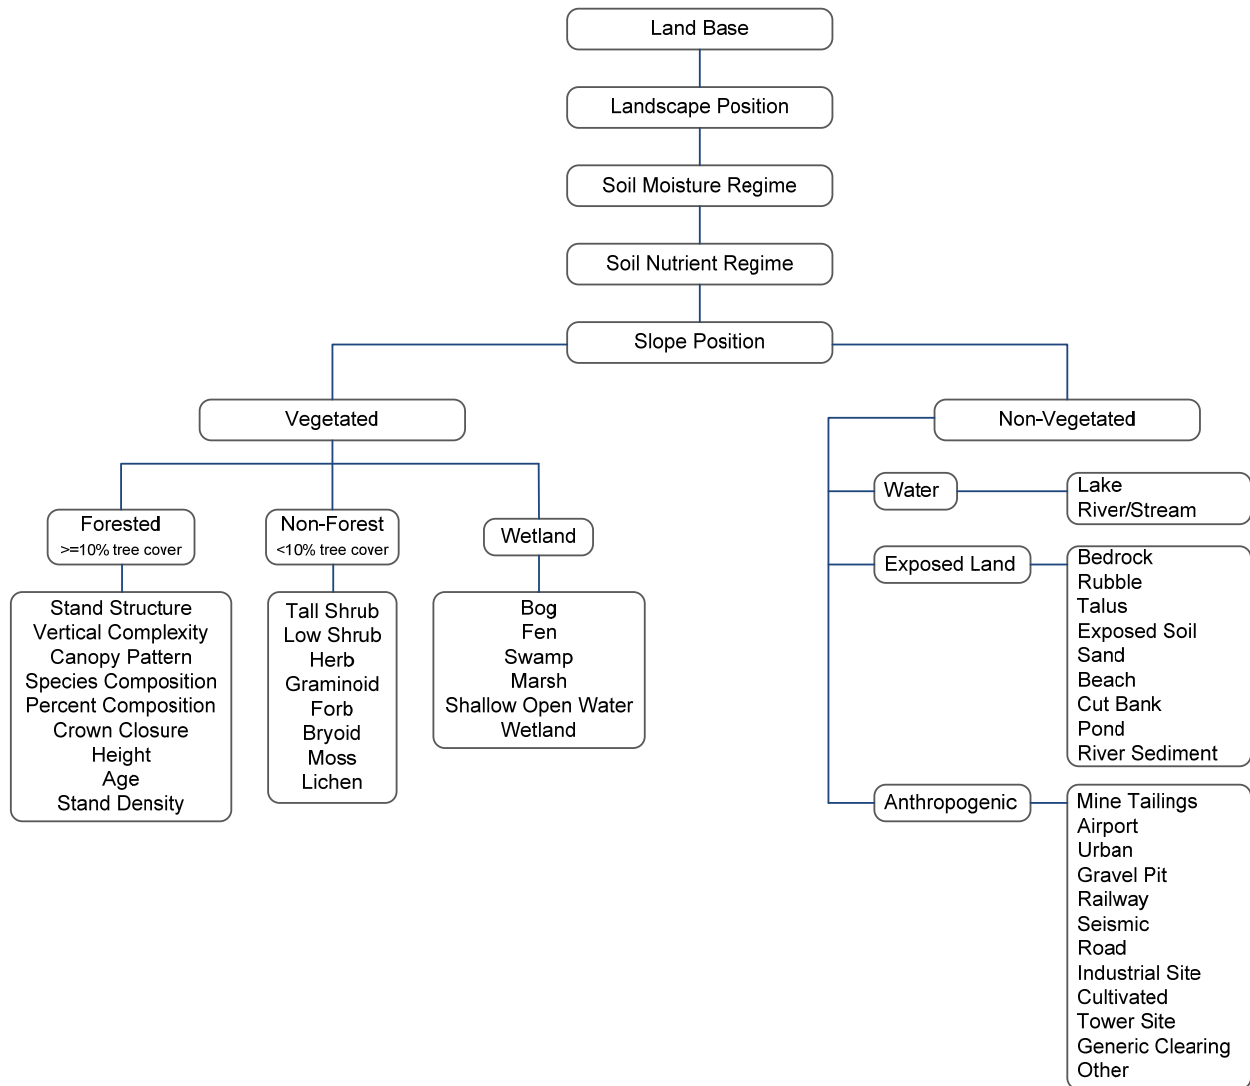 Land Base
Landscape Position
Soil Moisture Regime
Soil Nutrient Regime
Slope Position
Vegetated
Non-Vegetated
Forested
>=10% tree cover
Non-Forest
<10% tree cover
Wetland
Stand Structure
Vertical Complexity
Canopy Pattern
Species Composition
Percent Composition
Crown Closure
Height
Age
Stand Density
Tall Shrub
Low Shrub
Herb
Graminoid
Forb
Bryoid
Moss
Lichen
Bog
Fen
Swamp
Marsh
Shallow Open Water
Wetland
Water
Lake
River/Stream
Exposed Land
Bedrock
Rubble
Talus
Exposed Soil
Sand
Beach
Cut Bank
Pond
River Sediment
Anthropogenic
Mine Tailings
Airport
Urban
Gravel Pit
Railway
Seismic
Road
Industrial Site
Cultivated
Tower Site
Generic Clearing
Other